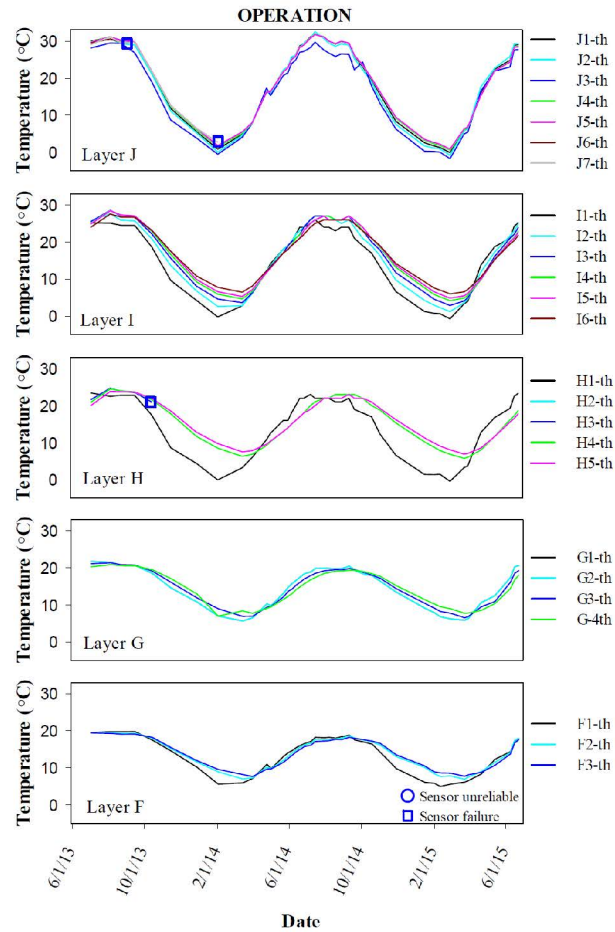 OPERATION
Temperature (°C)
30
20
10
0
Layer J
J1-th
J2-th
J3-th
J4-th
J5-th
J6-th
J7-th
Temperature (°C)
30
20
10
0
Layer I
I1-th
I2-th
I3-th
I4-th
I5-th
I6-th
Temperature (°C)
30
20
10
0
Layer H
H1-th
H2-th
H3-th
H4-th
H5-th
Temperature (°C)
30
20
10
0
Layer G
G1-th
G2-th
G3-th
G-4th
Temperature (°C)
30
20
10
0
Layer F
Sensor unreliable
Sensor failure
F1-th
F2-th
F3-th
6/1/13
10/1/13
2/1/14
6/1/14
10/1/14
2/1/15
6/1/15
Date